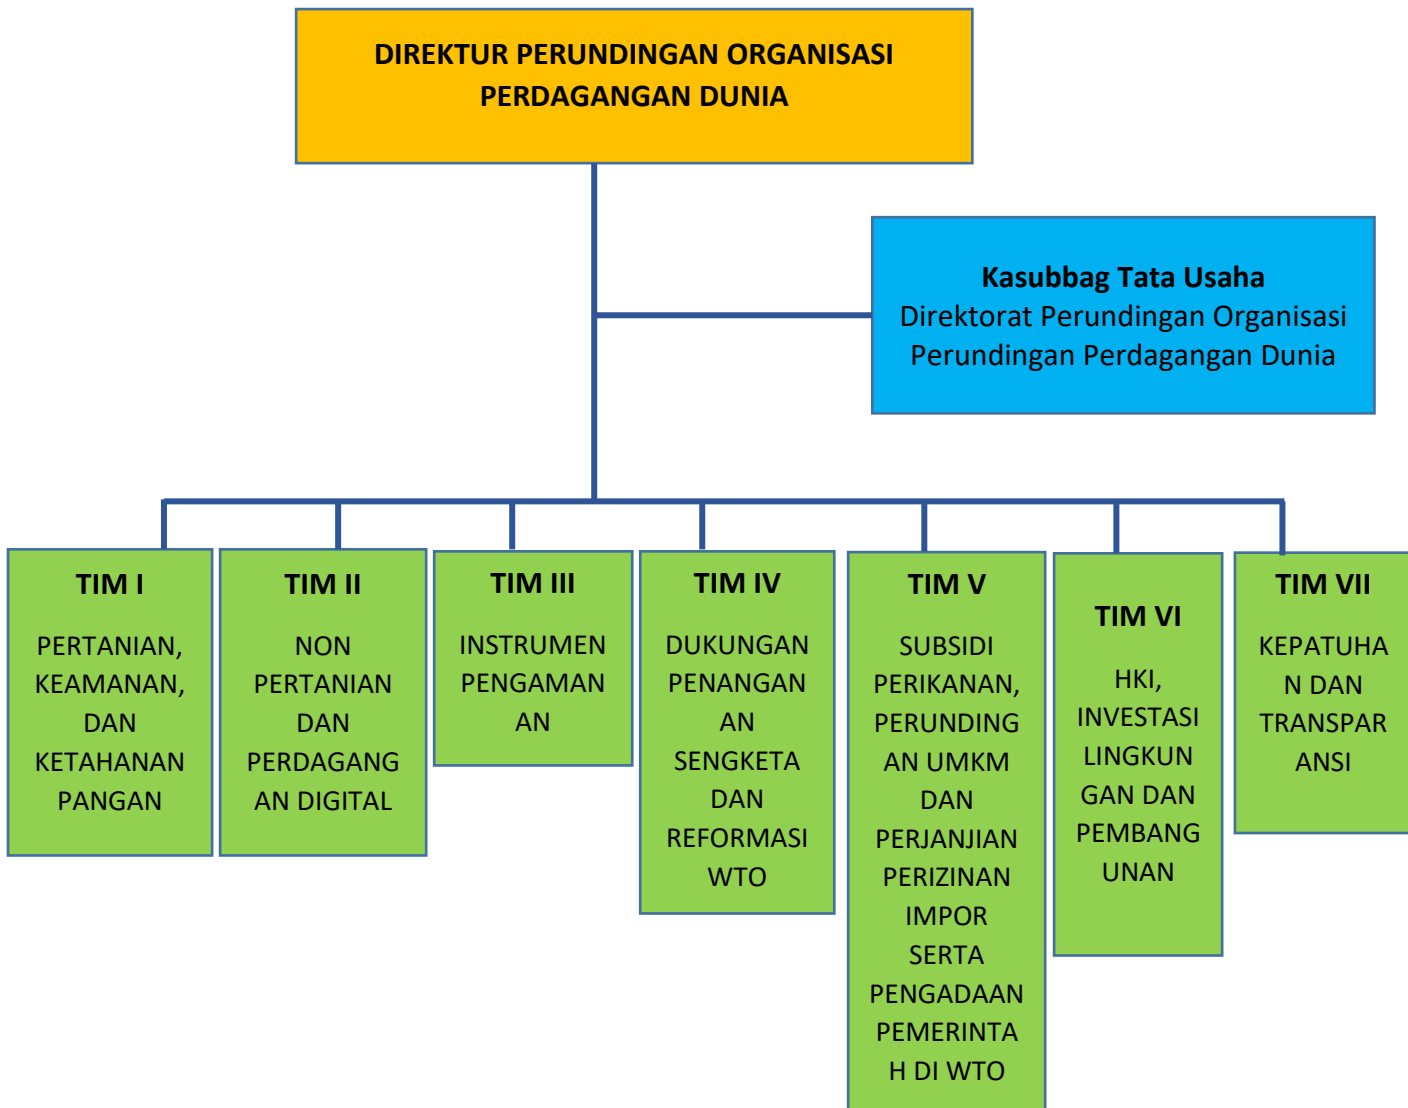 DIREKTUR PERUNDINGAN ORGANISASI
PERDAGANGAN DUNIA
Kasubbag Tata Usaha
Direktorat Perundingan Organisasi
Perundingan Perdagangan Dunia
TIM I
PERTANIAN,
KEAMANAN,
DAN
KETAHANAN
PANGAN
TIM II
NON
PERTANIAN
DAN
PERDAGANG
AN DIGITAL
TIM III
INSTRUMEN
PENGAMAN
AN
TIM IV
DUKUNGAN
PENANGAN
AN
SENGKETA
DAN
REFORMASI
WTO
TIM V
SUBSIDI
PERIKANAN,
PERUNDING
AN UMKM
DAN
PERJANJIAN
PERIZINAN
IMPOR
SERTA
PENGADAAN
PEMERINTA
H DI WTO
TIM VI
HKI,
INVESTASI
LINGKUN
GAN DAN
PEMBANG
UNAN
TIM VII
KEPATUHA
N DAN
TRANSPAR
ANSI